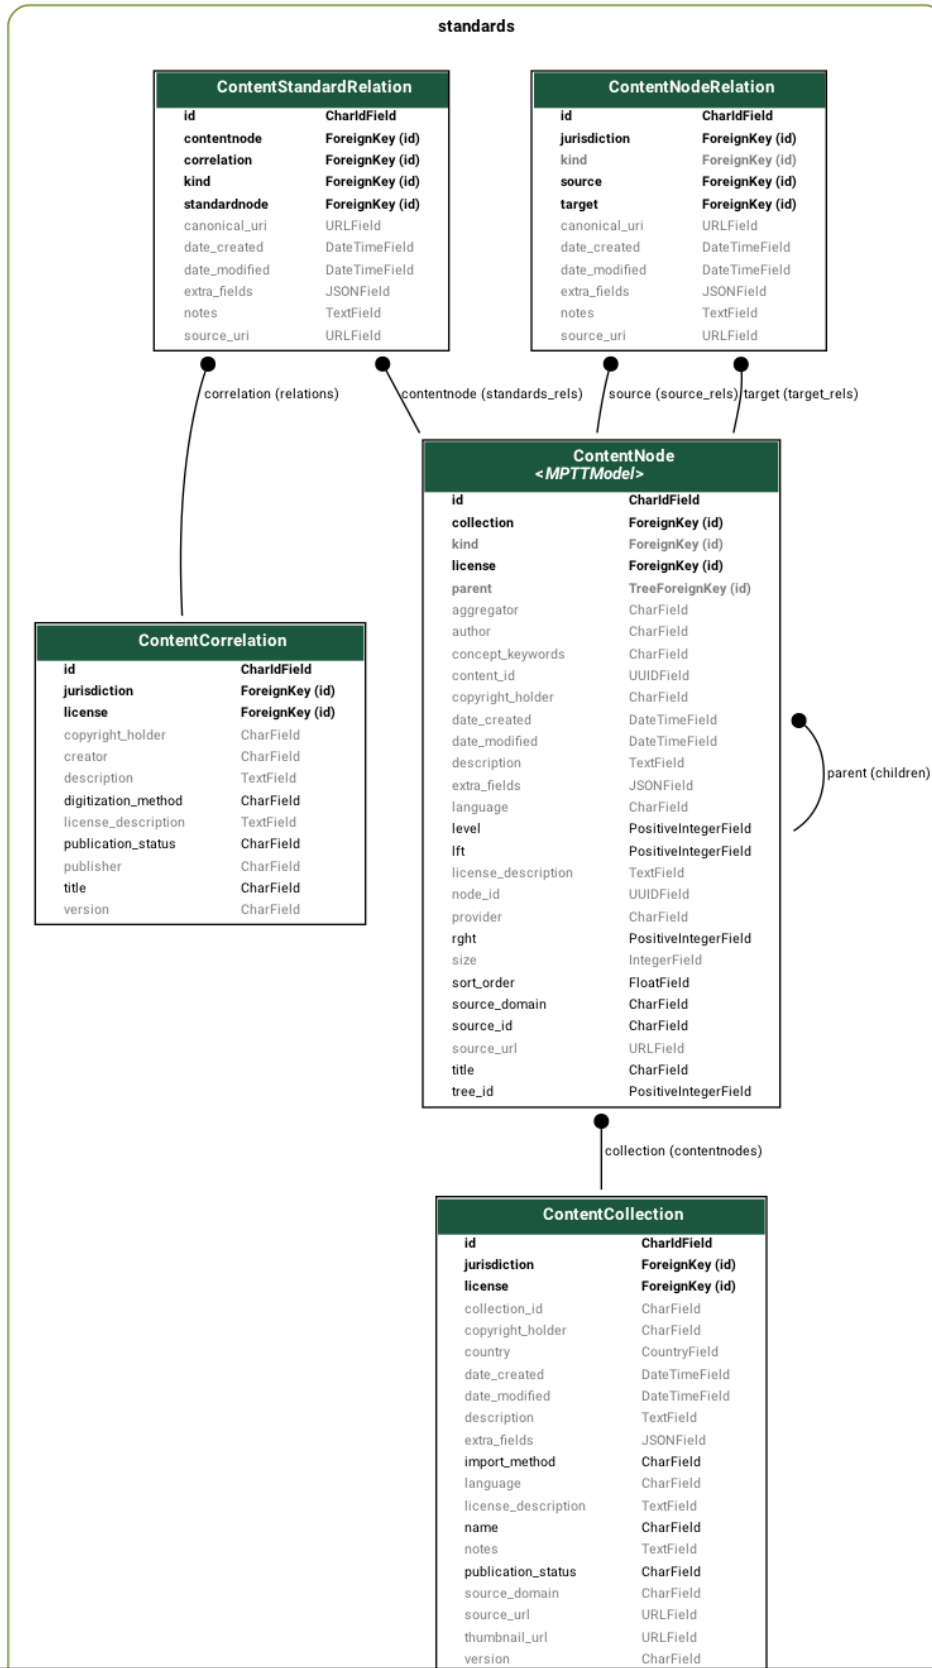 standards
ContentStandardRelation
id CharIdField
contentnode ForeignKey (id)
correlation ForeignKey (id)
kind ForeignKey (id)
standardnode ForeignKey (id)
canonical_uri URLField
date_created DateTimeField
date_modified DateTimeField
extra_fields JSONField
notes TextField
source_uri URLField
ContentNodeRelation
id CharIdField
jurisdiction ForeignKey (id)
kind ForeignKey (id)
source ForeignKey (id)
target ForeignKey (id)
canonical_uri URLField
date_created DateTimeField
date_modified DateTimeField
extra_fields JSONField
notes TextField
source_uri URLField
correlation (relations)
contentnode (standards_rels)
source (source_rels)
target (target_rels)
ContentNode
<MPTTModel>
id CharIdField
collection ForeignKey (id)
kind ForeignKey (id)
license ForeignKey (id)
parent TreeForeignKey (id)
aggregator CharField
author CharField
concept_keywords CharField
content_id UUIDField
copyright_holder CharField
date_created DateTimeField
date_modified DateTimeField
description TextField
extra_fields JSONField
language CharField
level PositiveIntegerField
lft PositiveIntegerField
license_description TextField
node_id UUIDField
provider CharField
rght PositiveIntegerField
size IntegerField
sort_order FloatField
source_domain CharField
source_id CharField
source_url URLField
title CharField
tree_id PositiveIntegerField
parent (children)
ContentCorrelation
id CharIdField
jurisdiction ForeignKey (id)
license ForeignKey (id)
copyright_holder CharField
creator CharField
description TextField
digitization_method CharField
license_description TextField
publication_status CharField
publisher CharField
title CharField
version CharField
collection (contentnodes)
ContentCollection
id CharIdField
jurisdiction ForeignKey (id)
license ForeignKey (id)
collection_id CharField
copyright_holder CharField
country CountryField
date_created DateTimeField
date_modified DateTimeField
description TextField
extra_fields JSONField
import_method CharField
language CharField
license_description TextField
name CharField
notes TextField
publication_status CharField
source_domain CharField
source_url URLField
thumbnail_url URLField
version CharField